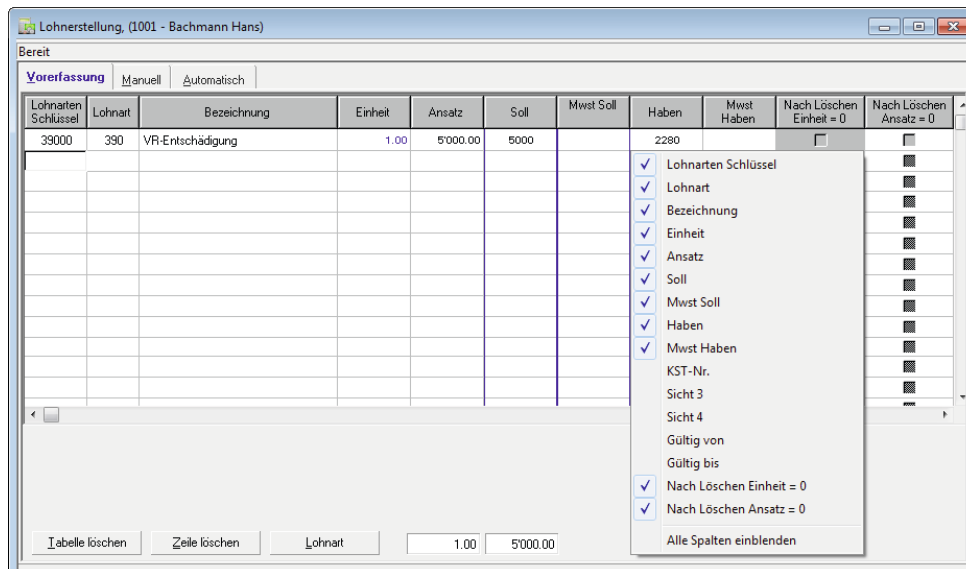 Lohnerstellung, (1001 - Bachmann Hans)
Bereit
Vorerfassung Manuell Automatisch
Lohnarten Schlüssel Lohnart Bezeichnung Einheit Ansatz Soll Mwst Soll Haben Mwst Haben Nach Löschen Einheit = 0 Nach Löschen Ansatz = 0
39000 390 VR-Entschädigung 1.00 5'000.00 5000 2280
Lohnarten Schlüssel
Lohnart
Bezeichnung
Einheit
Ansatz
Soll
Mwst Soll
Haben
Mwst Haben
KST-Nr.
Sicht 3
Sicht 4
Gültig von
Gültig bis
Nach Löschen Einheit = 0
Nach Löschen Ansatz = 0
Alle Spalten einblenden
Tabelle löschen Zeile löschen Lohnart 1.00 5'000.00